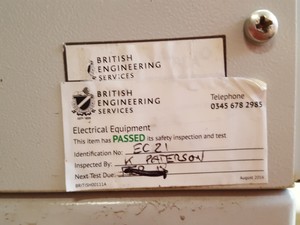 BRITISH
ENGINEERING
SERVICES
BRITISH
ENGINEERING
SERVICES
Telephone
0345 678 2985
Electrical Equipment
This item has PASSED its safety inspection and test
Identification No: EC21
Inspected By: K PATERSON
Next Test Due:
BRITISH00111A
August 2016